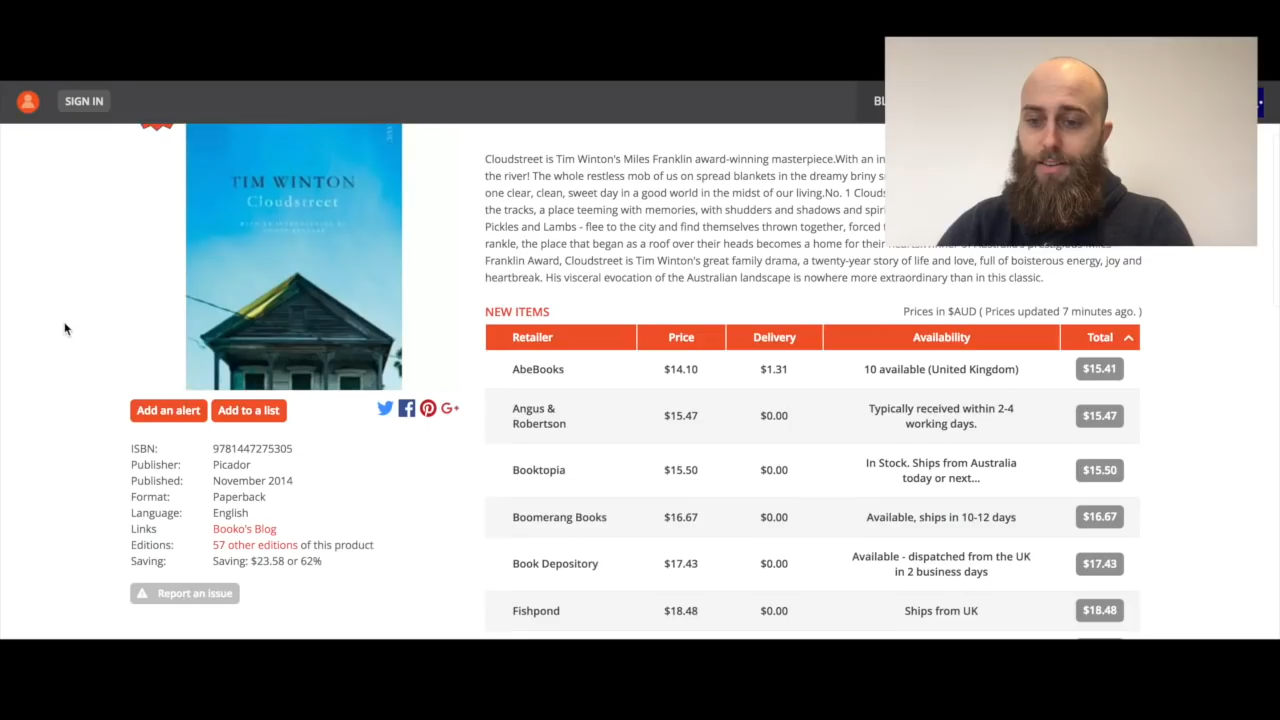 SIGN IN
BL
TIM WINTON
Cloudstreet
Cloudstreet is Tim Winton's Miles Franklin award-winning masterpiece.With an in
the river! The whole restless mob of us on spread blankets in the dreamy briny s
one clear, clean, sweet day in a good world in the midst of our living.No. 1 Clouds
the tracks, a place teeming with memories, with shudders and shadows and spiri
Pickles and Lambs - flee to the city and find themselves thrown together, forced t
rankle, the place that began as a roof over their heads becomes a home for their
Franklin Award, Cloudstreet is Tim Winton's great family drama, a twenty-year story of life and love, full of boisterous energy, joy and
heartbreak. His visceral evocation of the Australian landscape is nowhere more extraordinary than in this classic.
NEW ITEMS Prices in $AUD ( Prices updated 7 minutes ago. )
Retailer Price Delivery Availability Total
AbeBooks $14.10 $1.31 10 available (United Kingdom) $15.41
Angus & Robertson $15.47 $0.00 Typically received within 2-4 working days. $15.47
Booktopia $15.50 $0.00 In Stock. Ships from Australia today or next... $15.50
Boomerang Books $16.67 $0.00 Available, ships in 10-12 days $16.67
Book Depository $17.43 $0.00 Available - dispatched from the UK in 2 business days $17.43
Fishpond $18.48 $0.00 Ships from UK $18.48
Add an alert Add to a list
G+
ISBN: 9781447275305
Publisher: Picador
Published: November 2014
Format: Paperback
Language: English
Links Booko's Blog
Editions: 57 other editions of this product
Saving: Saving: $23.58 or 62%
Report an issue